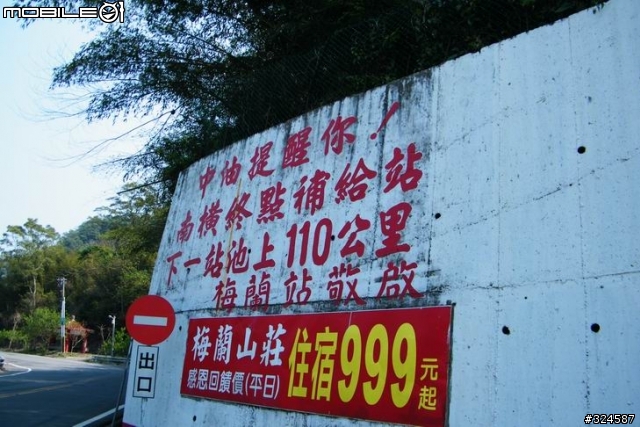 MOBILE01
中油提醒你！
南橫終點補給站
下一站池上110公里
梅蘭站敬啟
梅蘭山莊
感恩回饋價(平日)
住宿999元起
出口
#324587